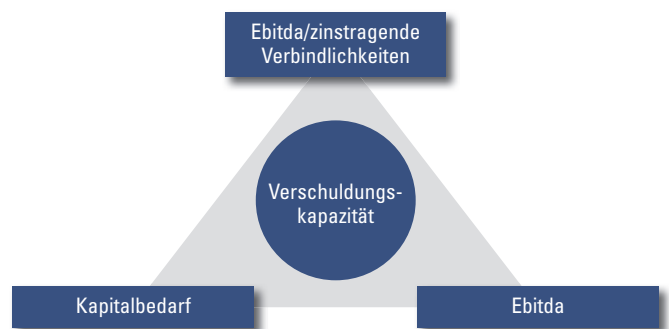 Ebitda/zinstragende
Verbindlichkeiten
Verschuldungs-
kapazität
Kapitalbedarf
Ebitda